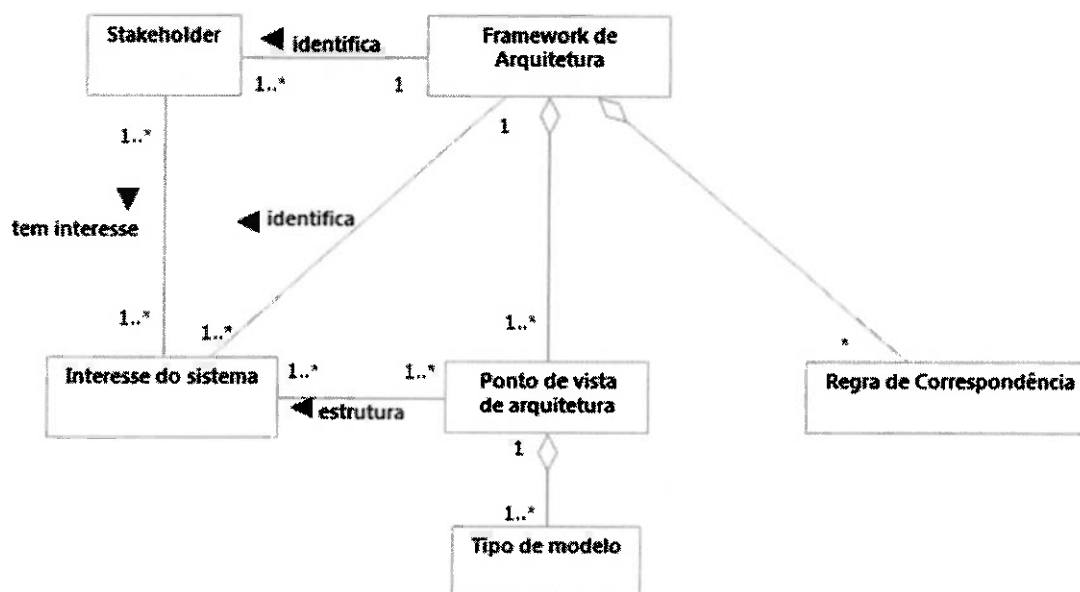 Stakeholder
identifica
Framework de
Arquitetura
1..*
1
1..*
1
tem interesse
identifica
1..*
1..*
1..*
Interesse do sistema
1..*
1..*
estrutura
Ponto de vista
de arquitetura
*
Regra de Correspondência
1
1..*
Tipo de modelo